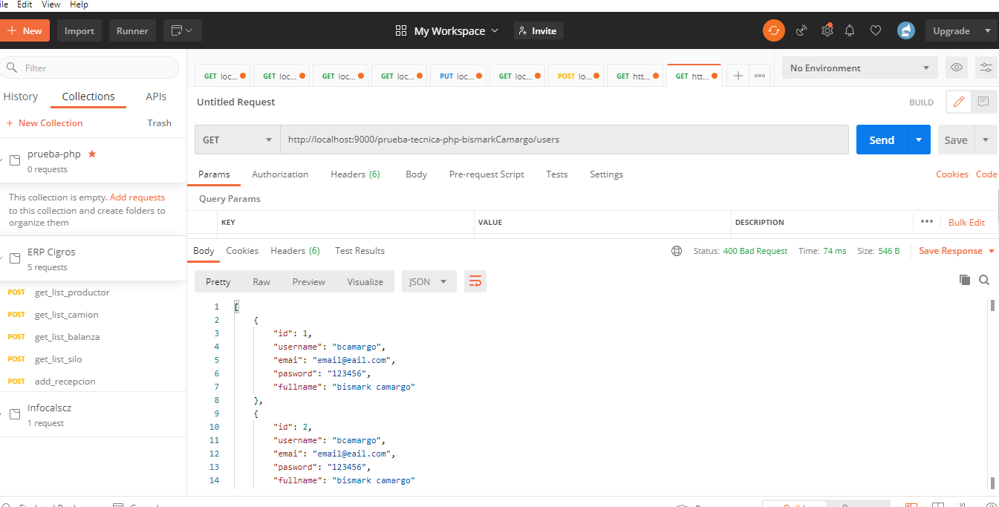 ile Edit View Help
New Import Runner My Workspace Invite Upgrade
Filter
GET loc... GET loc... GET loc... GET loc... PUT loc... GET loc... POST lo... GET htt... GET htt... No Environment
History Collections APIs
Untitled Request BUILD
+ New Collection Trash
GET http://localhost:9000/prueba-tecnica-php-bismarkCamargo/users Send Save
prueba-php
0 requests
Params Authorization Headers (6) Body Pre-request Script Tests Settings Cookies Code
Query Params
This collection is empty. Add requests
to this collection and create folders to
organize them
KEY VALUE DESCRIPTION ••• Bulk Edit
ERP Cigros
5 requests
Body Cookies Headers (6) Test Results Status: 400 Bad Request Time: 74 ms Size: 546 B Save Response
Pretty Raw Preview Visualize JSON
POST get_list_productor
POST get_list_camion
POST get_list_balanza
POST get_list_silo
POST add_recepcion
Infocalscz
1 request
1 [
2 {
3 "id": 1,
4 "username": "bcamargo",
5 "emai": "email@eail.com",
6 "pasword": "123456",
7 "fullname": "bismark camargo"
8 },
9 {
10 "id": 2,
11 "username": "bcamargo",
12 "emai": "email@eail.com",
13 "pasword": "123456",
14 "fullname": "bismark camargo"